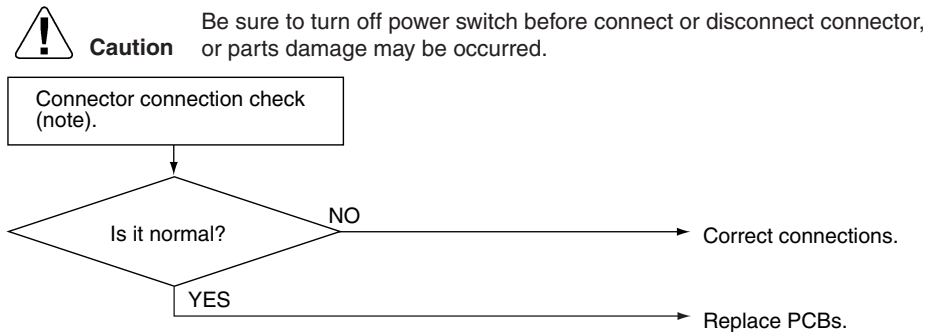 Be sure to turn off power switch before connect or disconnect connector,
Caution or parts damage may be occurred.
Connector connection check
(note).
Is it normal?
NO
Correct connections.
YES
Replace PCBs.